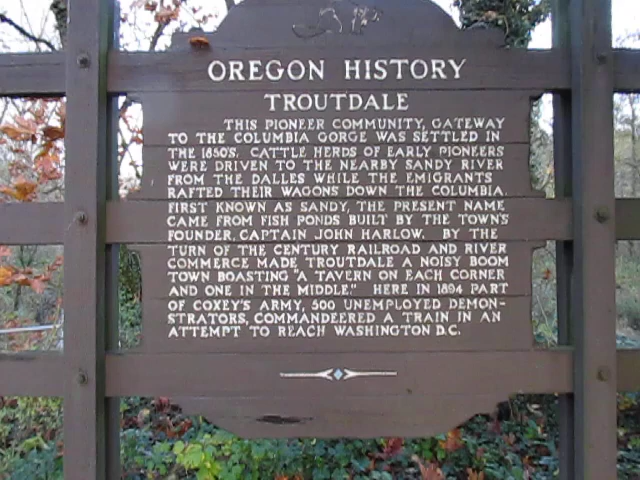 OREGON HISTORY
TROUTDALE
THIS PIONEER COMMUNITY, GATEWAY
TO THE COLUMBIA GORGE WAS SETTLED IN
THE 1850'S. CATTLE HERDS OF EARLY PIONEERS
WERE DRIVEN TO THE NEARBY SANDY RIVER
FROM THE DALLES WHILE THE EMIGRANTS
RAFTED THEIR WAGONS DOWN THE COLUMBIA.
FIRST KNOWN AS SANDY, THE PRESENT NAME
CAME FROM FISH PONDS BUILT BY THE TOWN'S
FOUNDER, CAPTAIN JOHN HARLOW. BY THE
TURN OF THE CENTURY RAILROAD AND RIVER
COMMERCE MADE TROUTDALE A NOISY BOOM
TOWN BOASTING "A TAVERN ON EACH CORNER
AND ONE IN THE MIDDLE." HERE IN 1894 PART
OF COXEY'S ARMY, 500 UNEMPLOYED DEMON-
STRATORS, COMMANDEERED A TRAIN IN AN
ATTEMPT TO REACH WASHINGTON D.C.